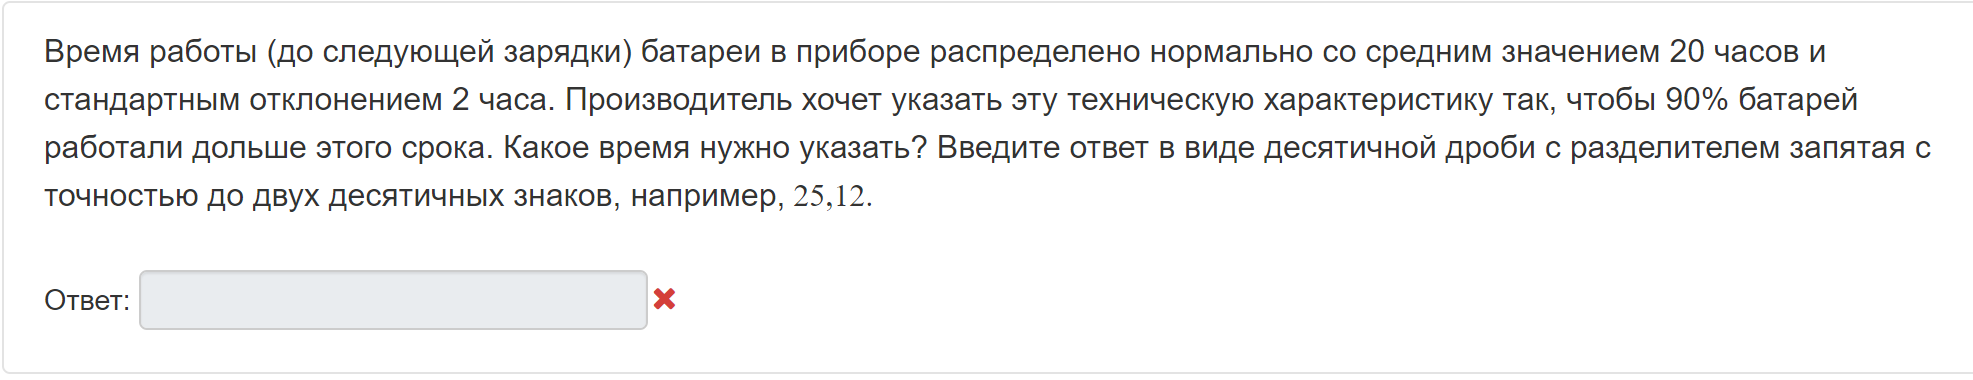 Время работы (до следующей зарядки) батареи в приборе распределено нормально со средним значением 20 часов и
стандартным отклонением 2 часа. Производитель хочет указать эту техническую характеристику так, чтобы 90% батарей
работали дольше этого срока. Какое время нужно указать? Введите ответ в виде десятичной дроби с разделителем запятая с
точностью до двух десятичных знаков, например, 25,12.
Ответ: